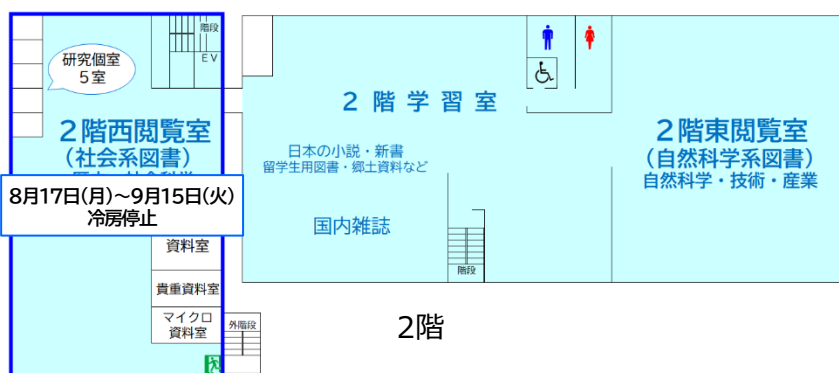 階段
EV
研究個室
5室
2階西閲覧室
(社会系図書)
8月17日(月)～9月15日(火)
冷房停止
資料室
貴重資料室
マイクロ
資料室
外階段
2階学習室
日本の小説・新書
留学生用図書・郷土資料など
国内雑誌
階段
2階東閲覧室
(自然科学系図書)
自然科学・技術・産業
2階